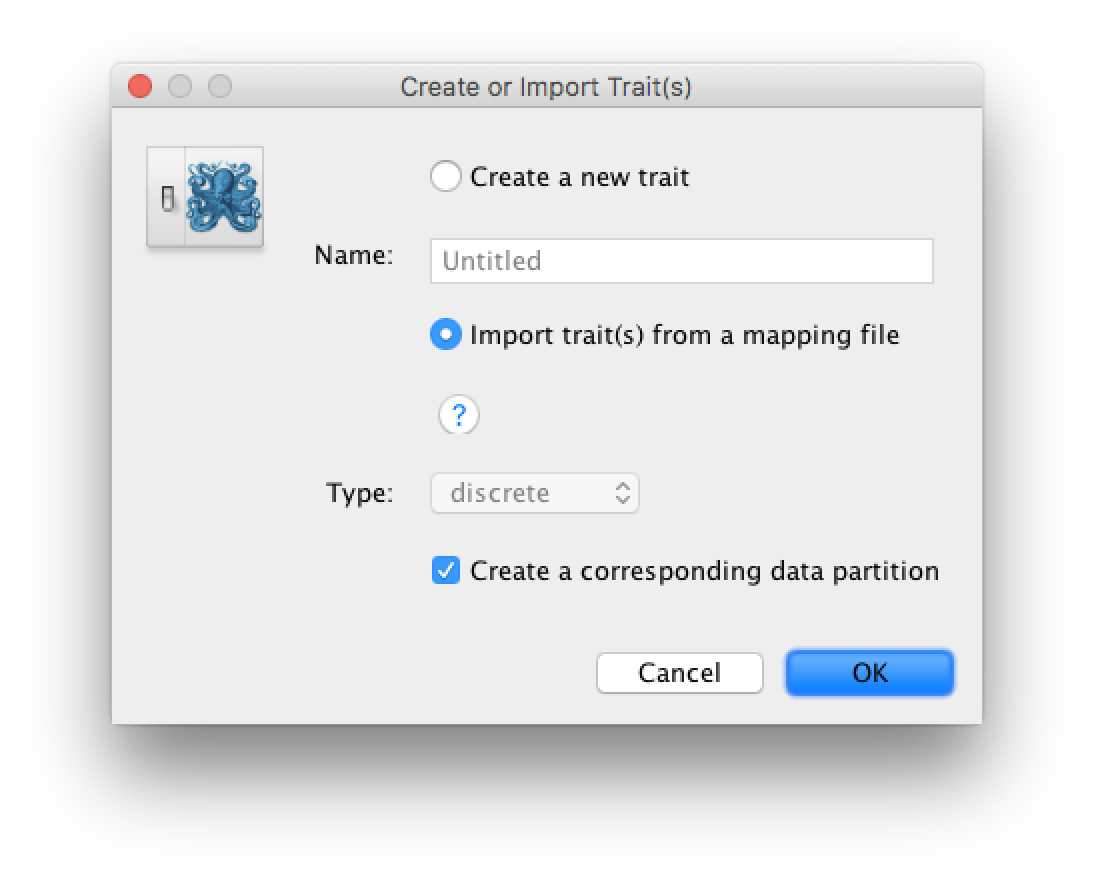 Create or Import Trait(s)
Create a new trait
Name: Untitled
Import trait(s) from a mapping file
?
Type: discrete
Create a corresponding data partition
Cancel OK